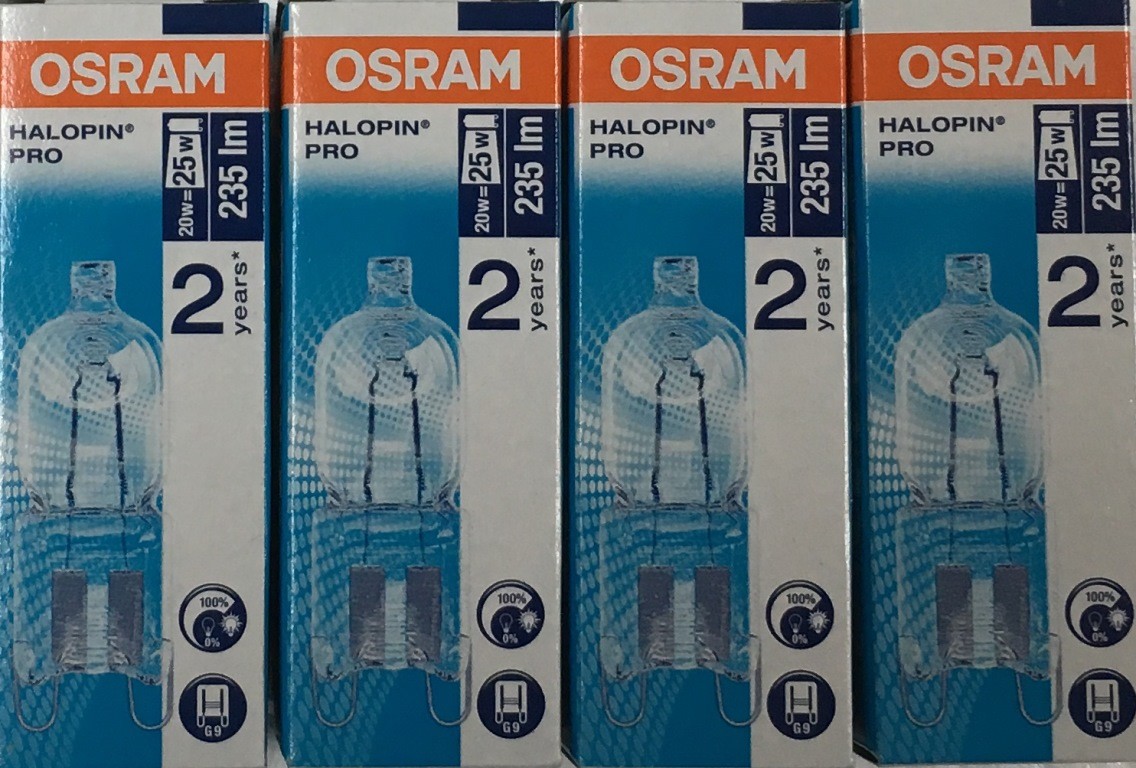 OSRAM
HALOPIN®
PRO
20w=25w
235 lm
2 years*
100%
0%
G9
OSRAM
HALOPIN®
PRO
20w=25w
235 lm
2 years*
100%
0%
G9
OSRAM
HALOPIN®
PRO
20w=25w
235 lm
2 years*
100%
0%
G9
OSRAM
HALOPIN®
PRO
20w=25w
235 lm
2 years*
100%
0%
G9